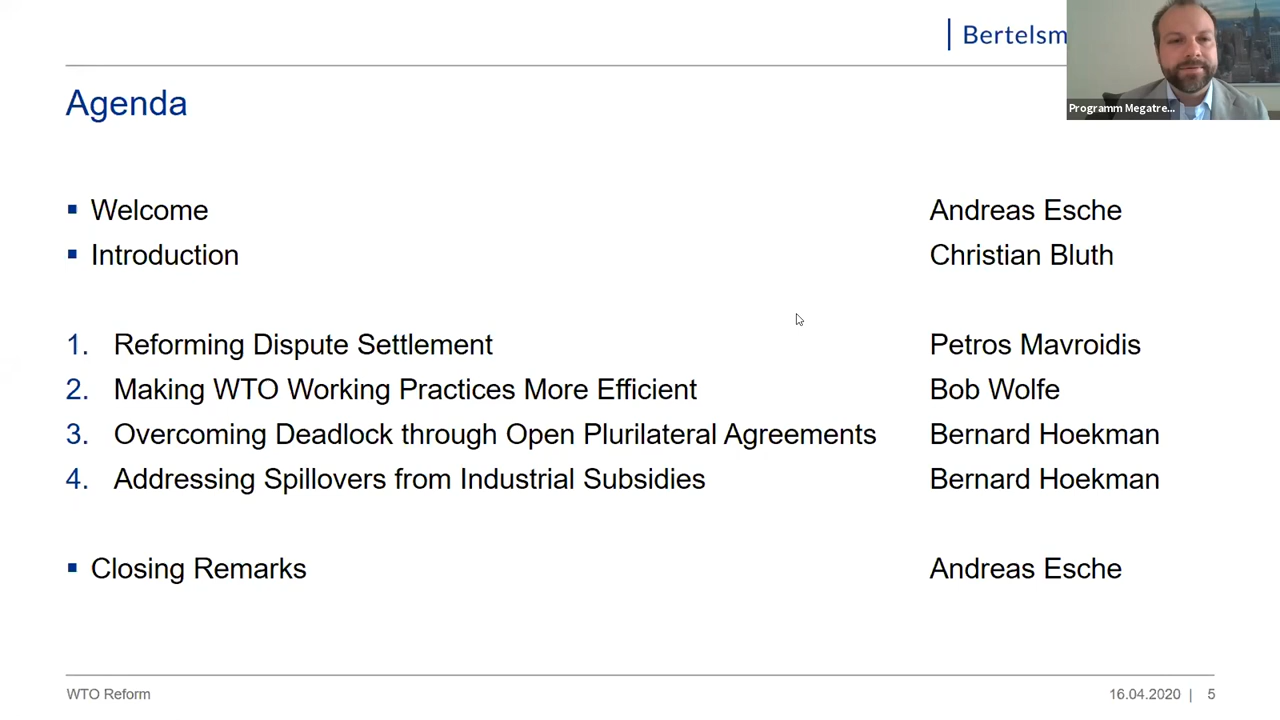 Bertelsm
Programm Megatre...
Agenda
Welcome Andreas Esche
Introduction Christian Bluth
1. Reforming Dispute Settlement Petros Mavroidis
2. Making WTO Working Practices More Efficient Bob Wolfe
3. Overcoming Deadlock through Open Plurilateral Agreements Bernard Hoekman
4. Addressing Spillovers from Industrial Subsidies Bernard Hoekman
Closing Remarks Andreas Esche
WTO Reform 16.04.2020 | 5